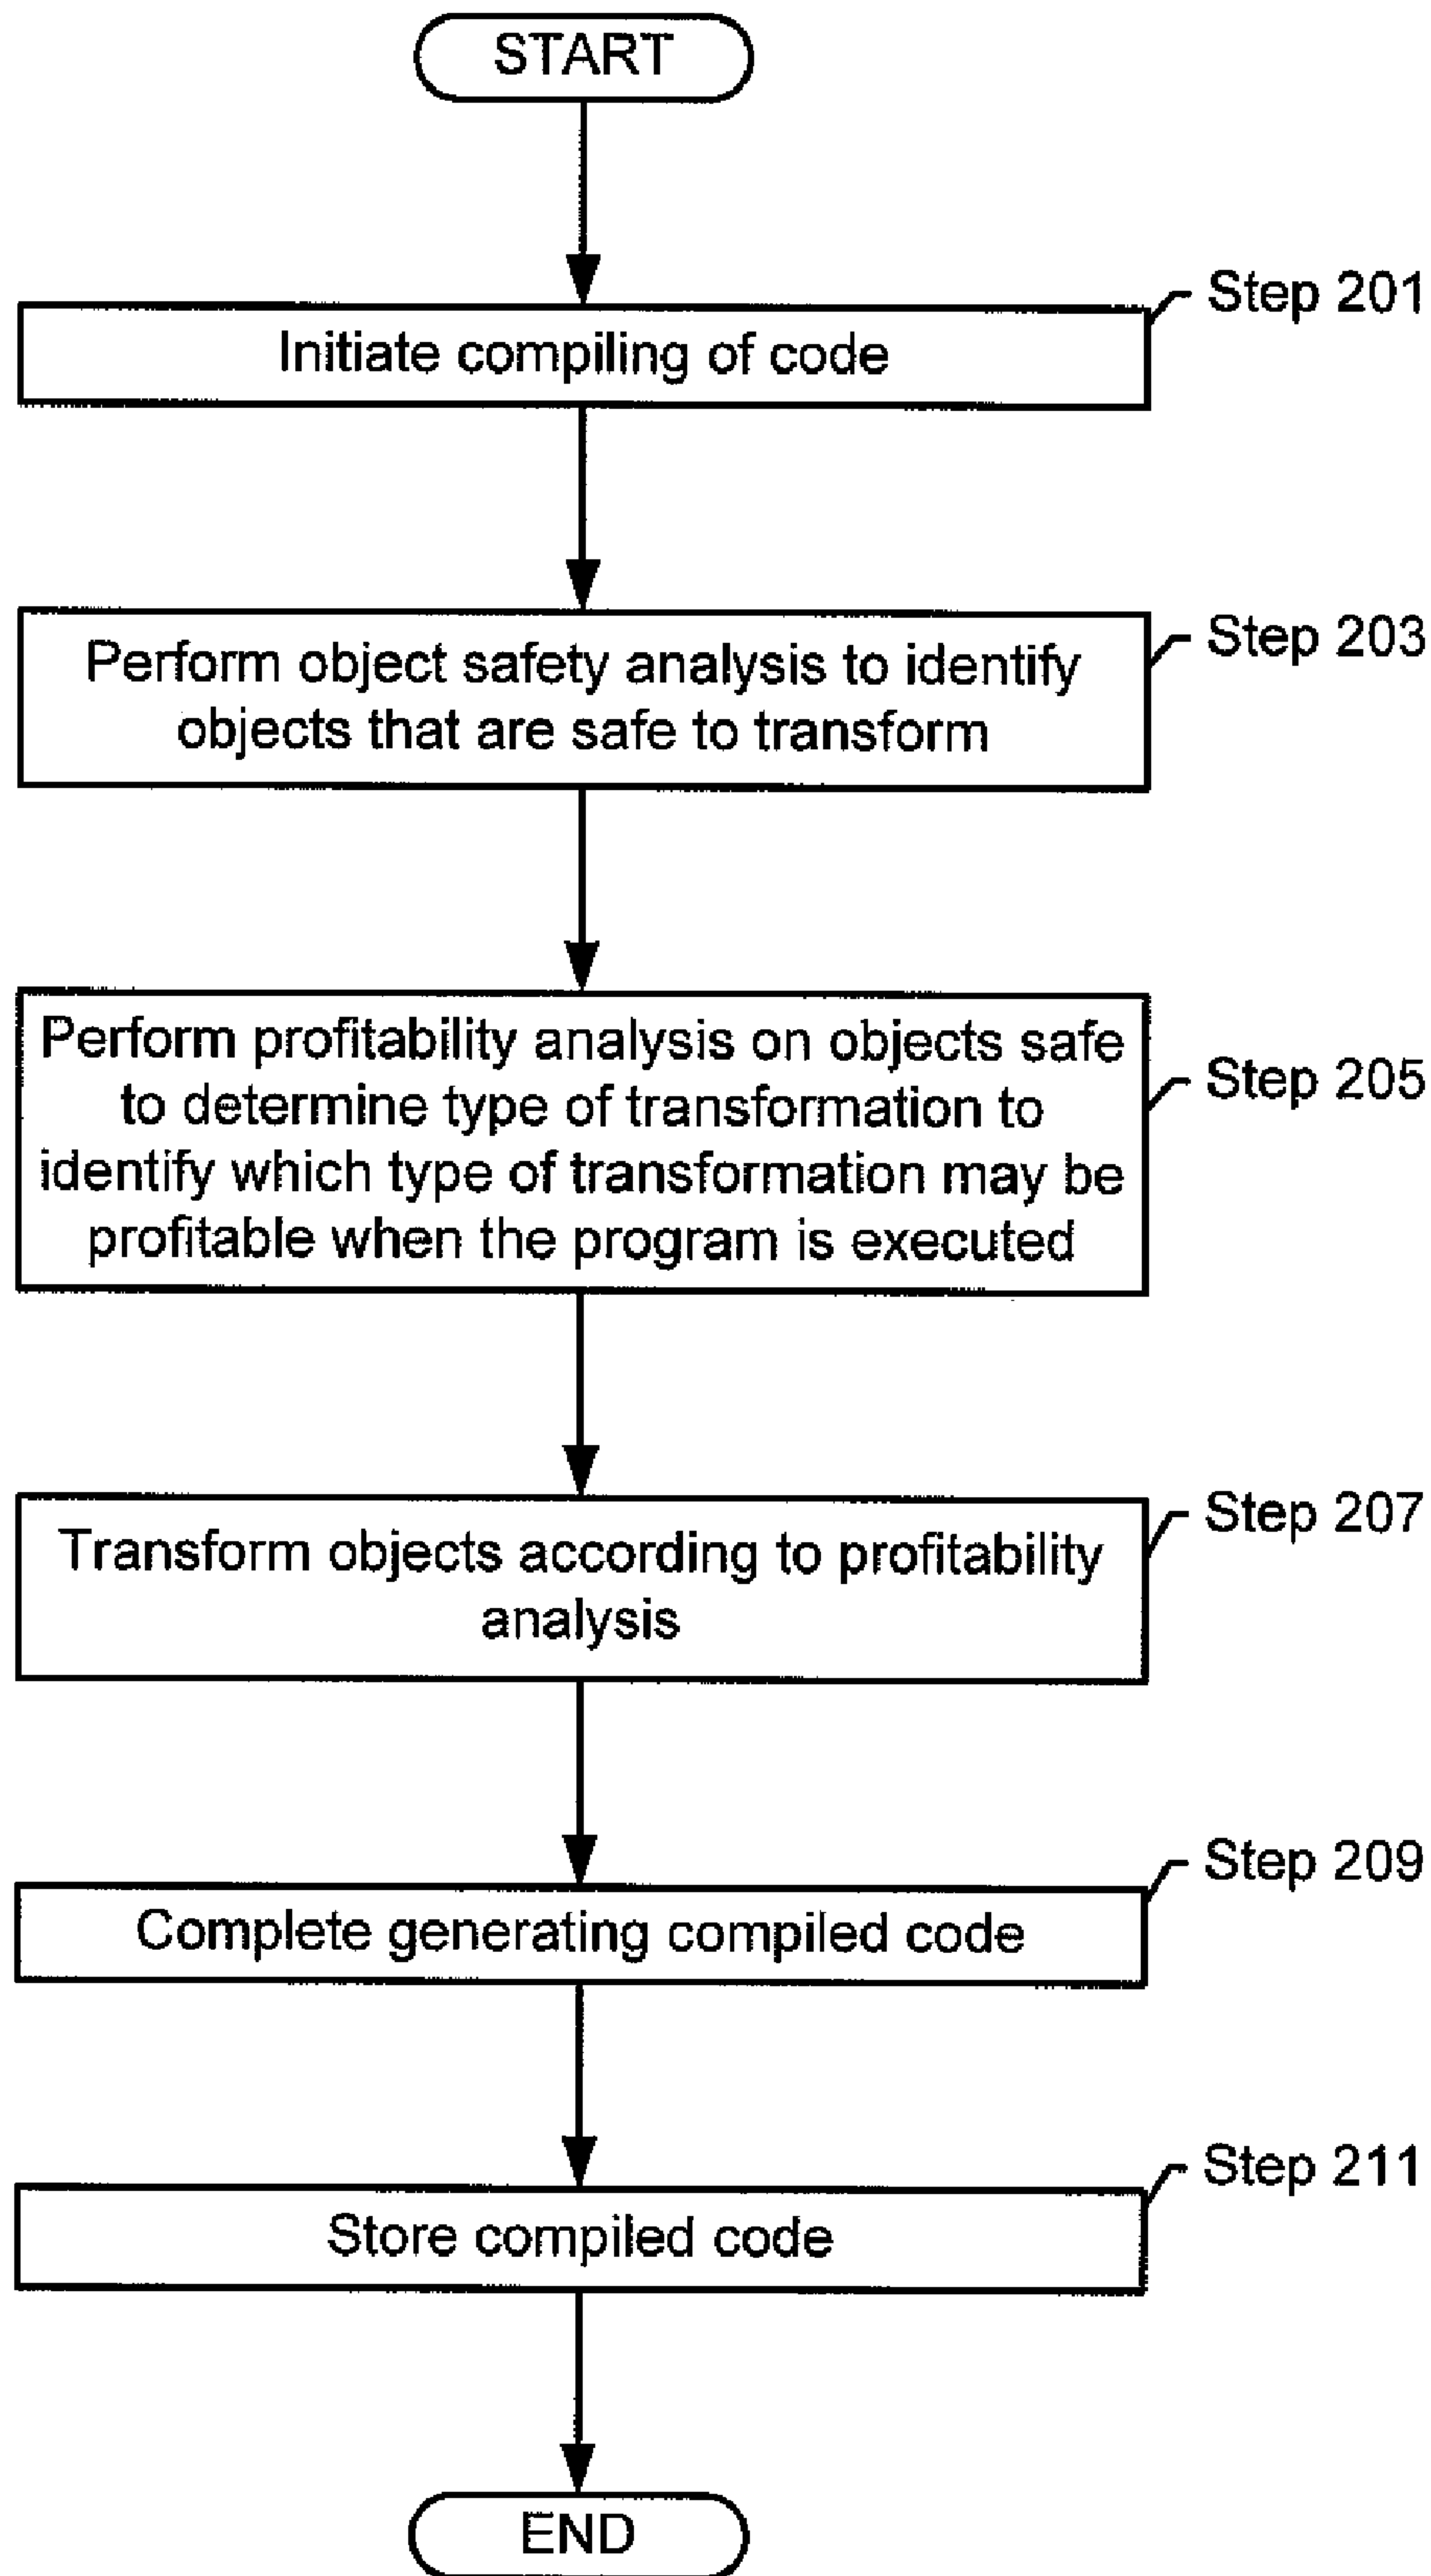 START
Step 201
Initiate compiling of code
Step 203
Perform object safety analysis to identify
objects that are safe to transform
Step 205
Perform profitability analysis on objects safe
to determine type of transformation to
identify which type of transformation may be
profitable when the program is executed
Step 207
Transform objects according to profitability
analysis
Step 209
Complete generating compiled code
Step 211
Store compiled code
END